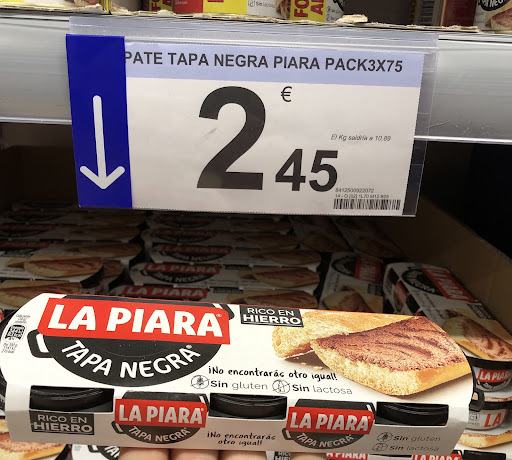 PATE TAPA NEGRA PIARA PACK3X75
2 €
45
El Kg saldría a 10,89
8412500922072
LA PIARA
TAPA NEGRA
RICO EN
HIERRO
¡No encontrarás otro igual!
Sin gluten Sin lactosa
RICO EN
HIERRO
LA PIARA
TAPA NEGRA
¡No encontrarás
otro igual!
LA PIARA
TAPA NEGRA
Sin gluten
Sin lactosa